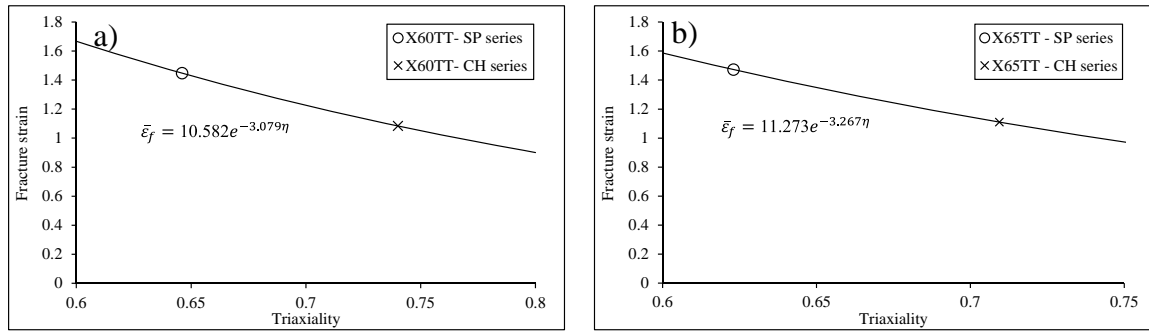 a)
X60TT- SP series
X60TT- CH series
Fracture strain
1.8
1.6
1.4
1.2
1
0.8
0.6
0.4
0.2
0
ε̄_f = 10.582e^{-3.079η}
0.6
0.65
0.7
0.75
0.8
Triaxiality
b)
X65TT - SP series
X65TT - CH series
Fracture strain
1.8
1.6
1.4
1.2
1
0.8
0.6
0.4
0.2
0
ε̄_f = 11.273e^{-3.267η}
0.6
0.65
0.7
0.75
Triaxiality